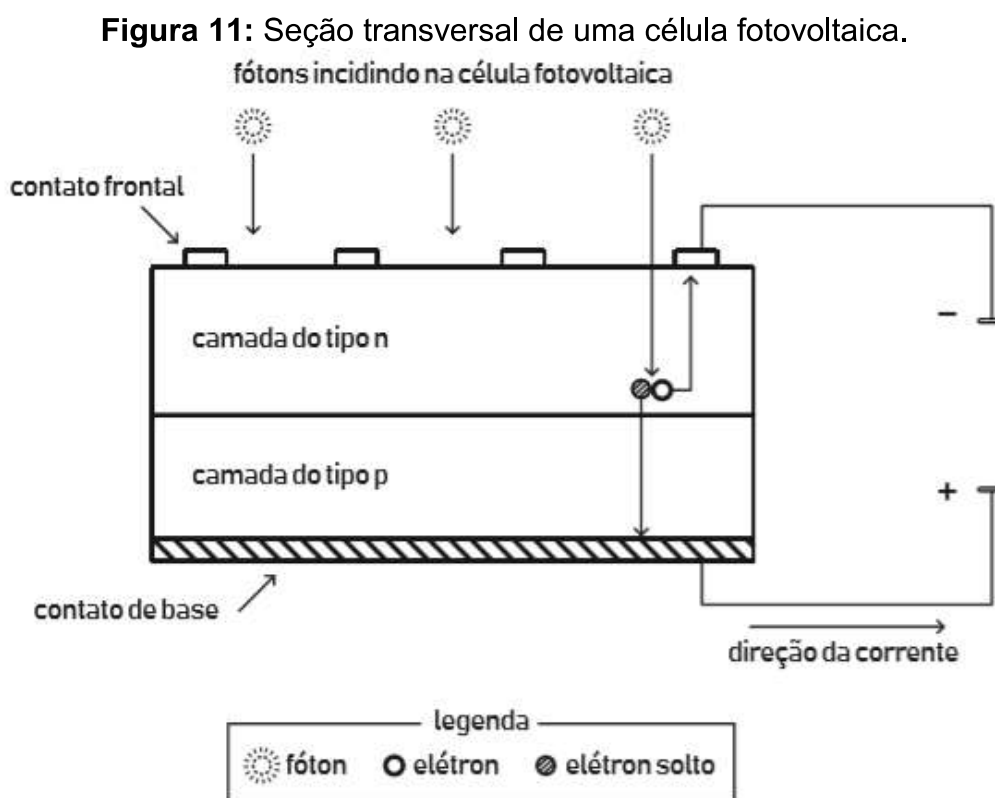 Figura 11: Seção transversal de uma célula fotovoltaica.
fótons incidindo na célula fotovoltaica
contato frontal
camada do tipo n
-
camada do tipo p
+
contato de base
direção da corrente
legenda
fóton elétron elétron solto